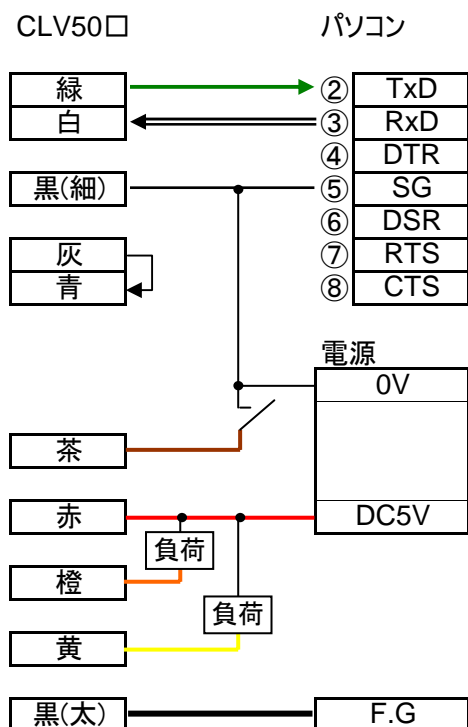 CLV50□ パソコン
緑 ② TxD
白 ③ RxD
④ DTR
黒(細) ⑤ SG
⑥ DSR
灰 ⑦ RTS
青 ⑧ CTS
電源
0V
茶
赤 DC5V
負荷
橙
負荷
黄
黒(太) F.G